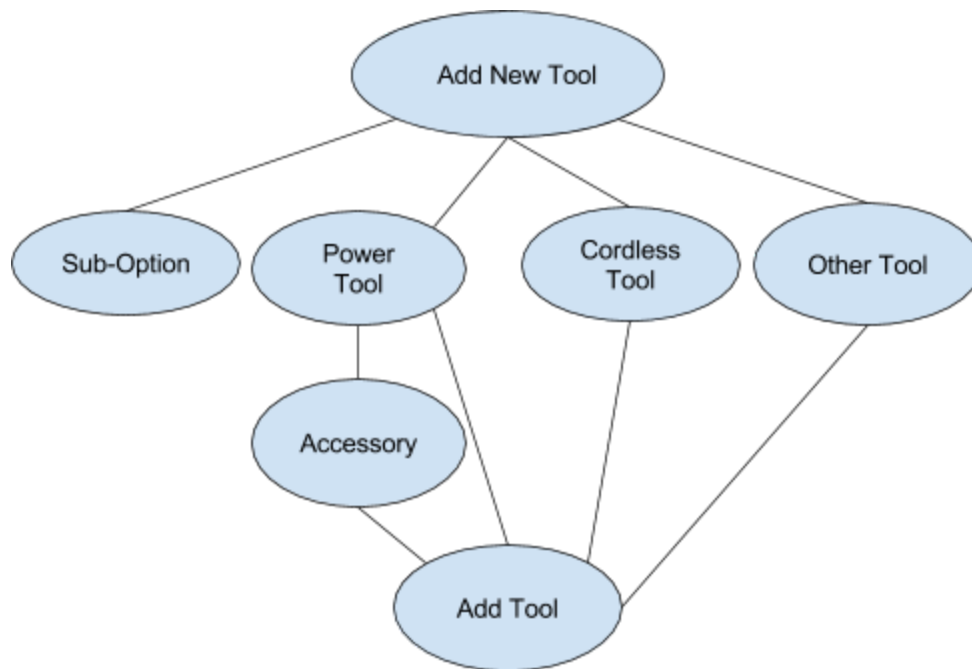 Add New Tool
Sub-Option
Power
Tool
Cordless
Tool
Other Tool
Accessory
Add Tool